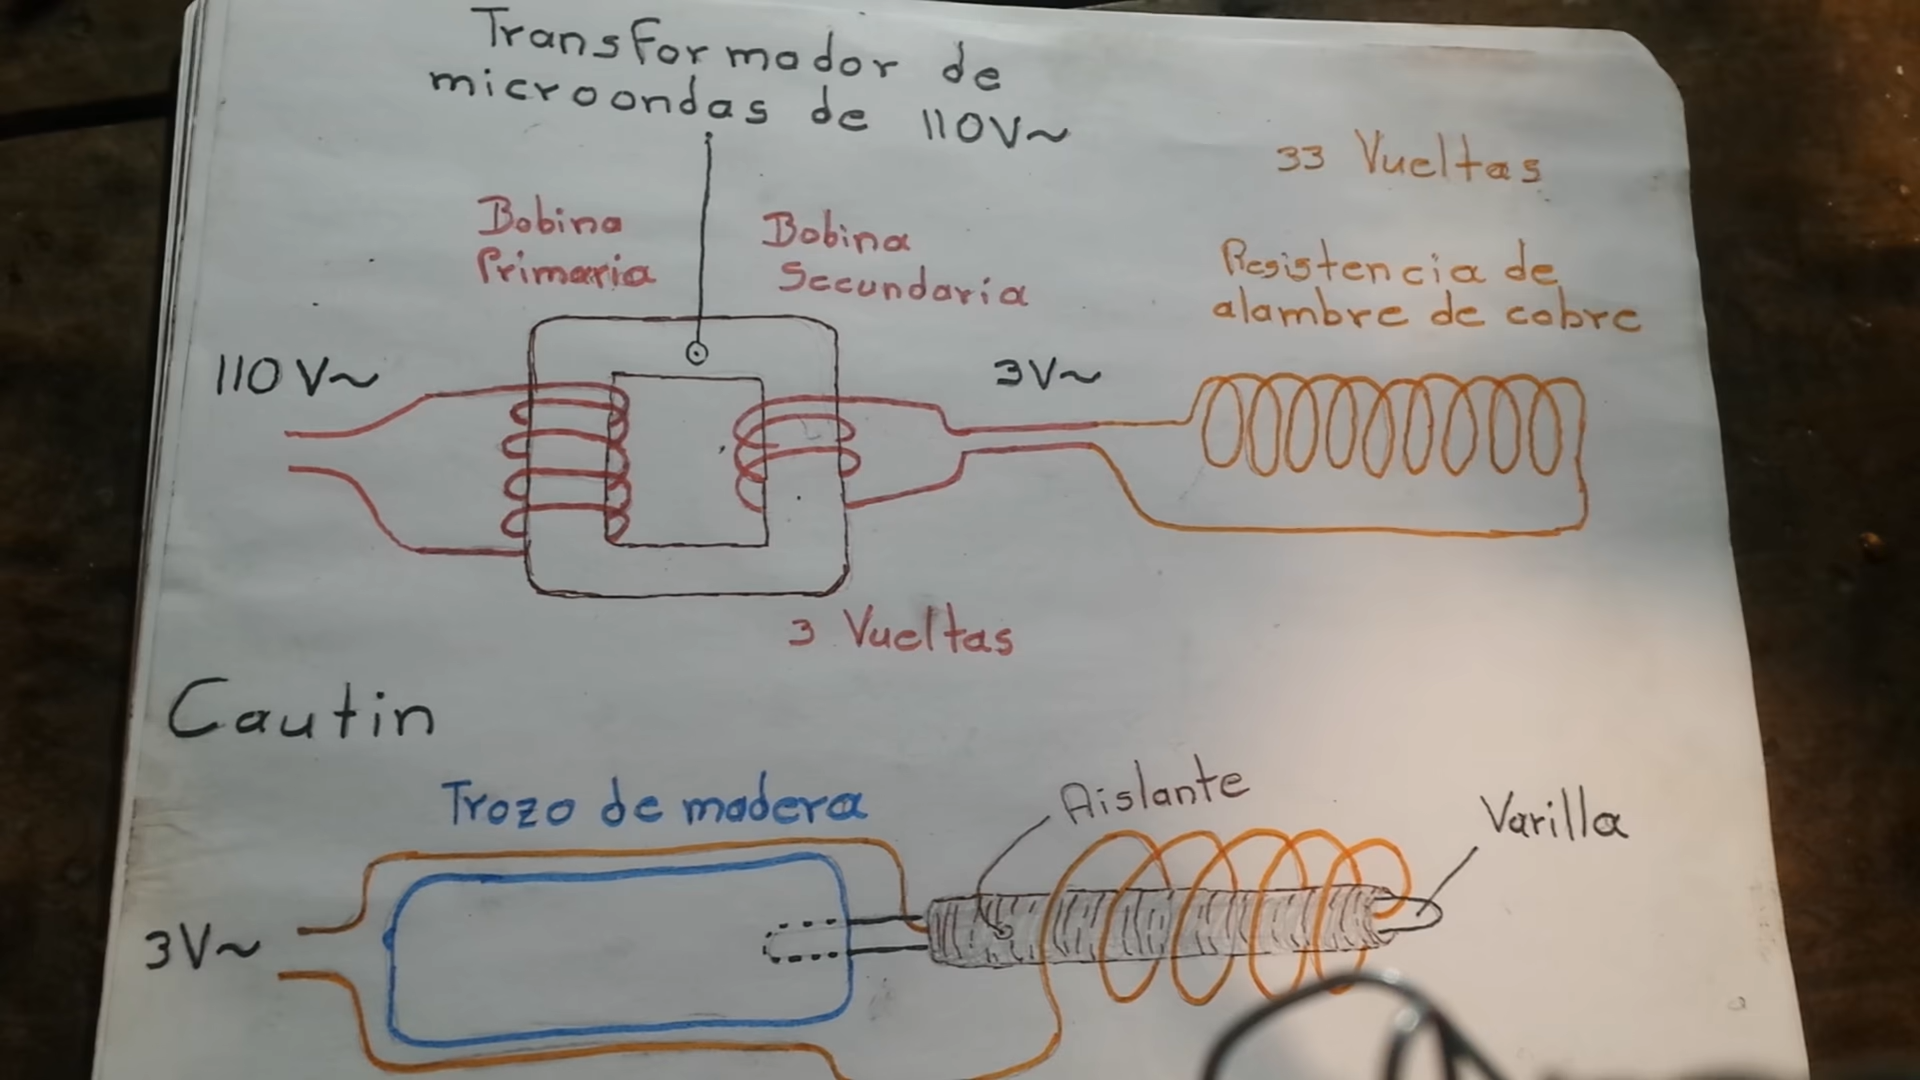 Transformador de
microondas de 110V~
33 Vueltas
Bobina
Primaria
Bobina
Secundaria
Resistencia de
alambre de cobre
110V~
3V~
3 Vueltas
Cautin
Trozo de madera
Aislante
Varilla
3V~